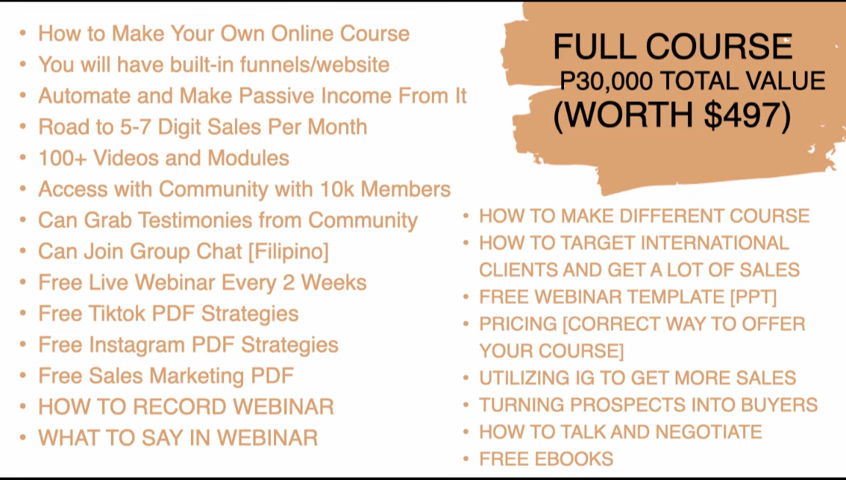 • How to Make Your Own Online Course
• You will have built-in funnels/website
• Automate and Make Passive Income From It
• Road to 5-7 Digit Sales Per Month
• 100+ Videos and Modules
• Access with Community with 10k Members
• Can Grab Testimonies from Community
• Can Join Group Chat [Filipino]
• Free Live Webinar Every 2 Weeks
• Free Tiktok PDF Strategies
• Free Instagram PDF Strategies
• Free Sales Marketing PDF
• HOW TO RECORD WEBINAR
• WHAT TO SAY IN WEBINAR
FULL COURSE
P30,000 TOTAL VALUE
(WORTH $497)
• HOW TO MAKE DIFFERENT COURSE
• HOW TO TARGET INTERNATIONAL
CLIENTS AND GET A LOT OF SALES
• FREE WEBINAR TEMPLATE [PPT]
• PRICING [CORRECT WAY TO OFFER
YOUR COURSE]
• UTILIZING IG TO GET MORE SALES
• TURNING PROSPECTS INTO BUYERS
• HOW TO TALK AND NEGOTIATE
• FREE EBOOKS